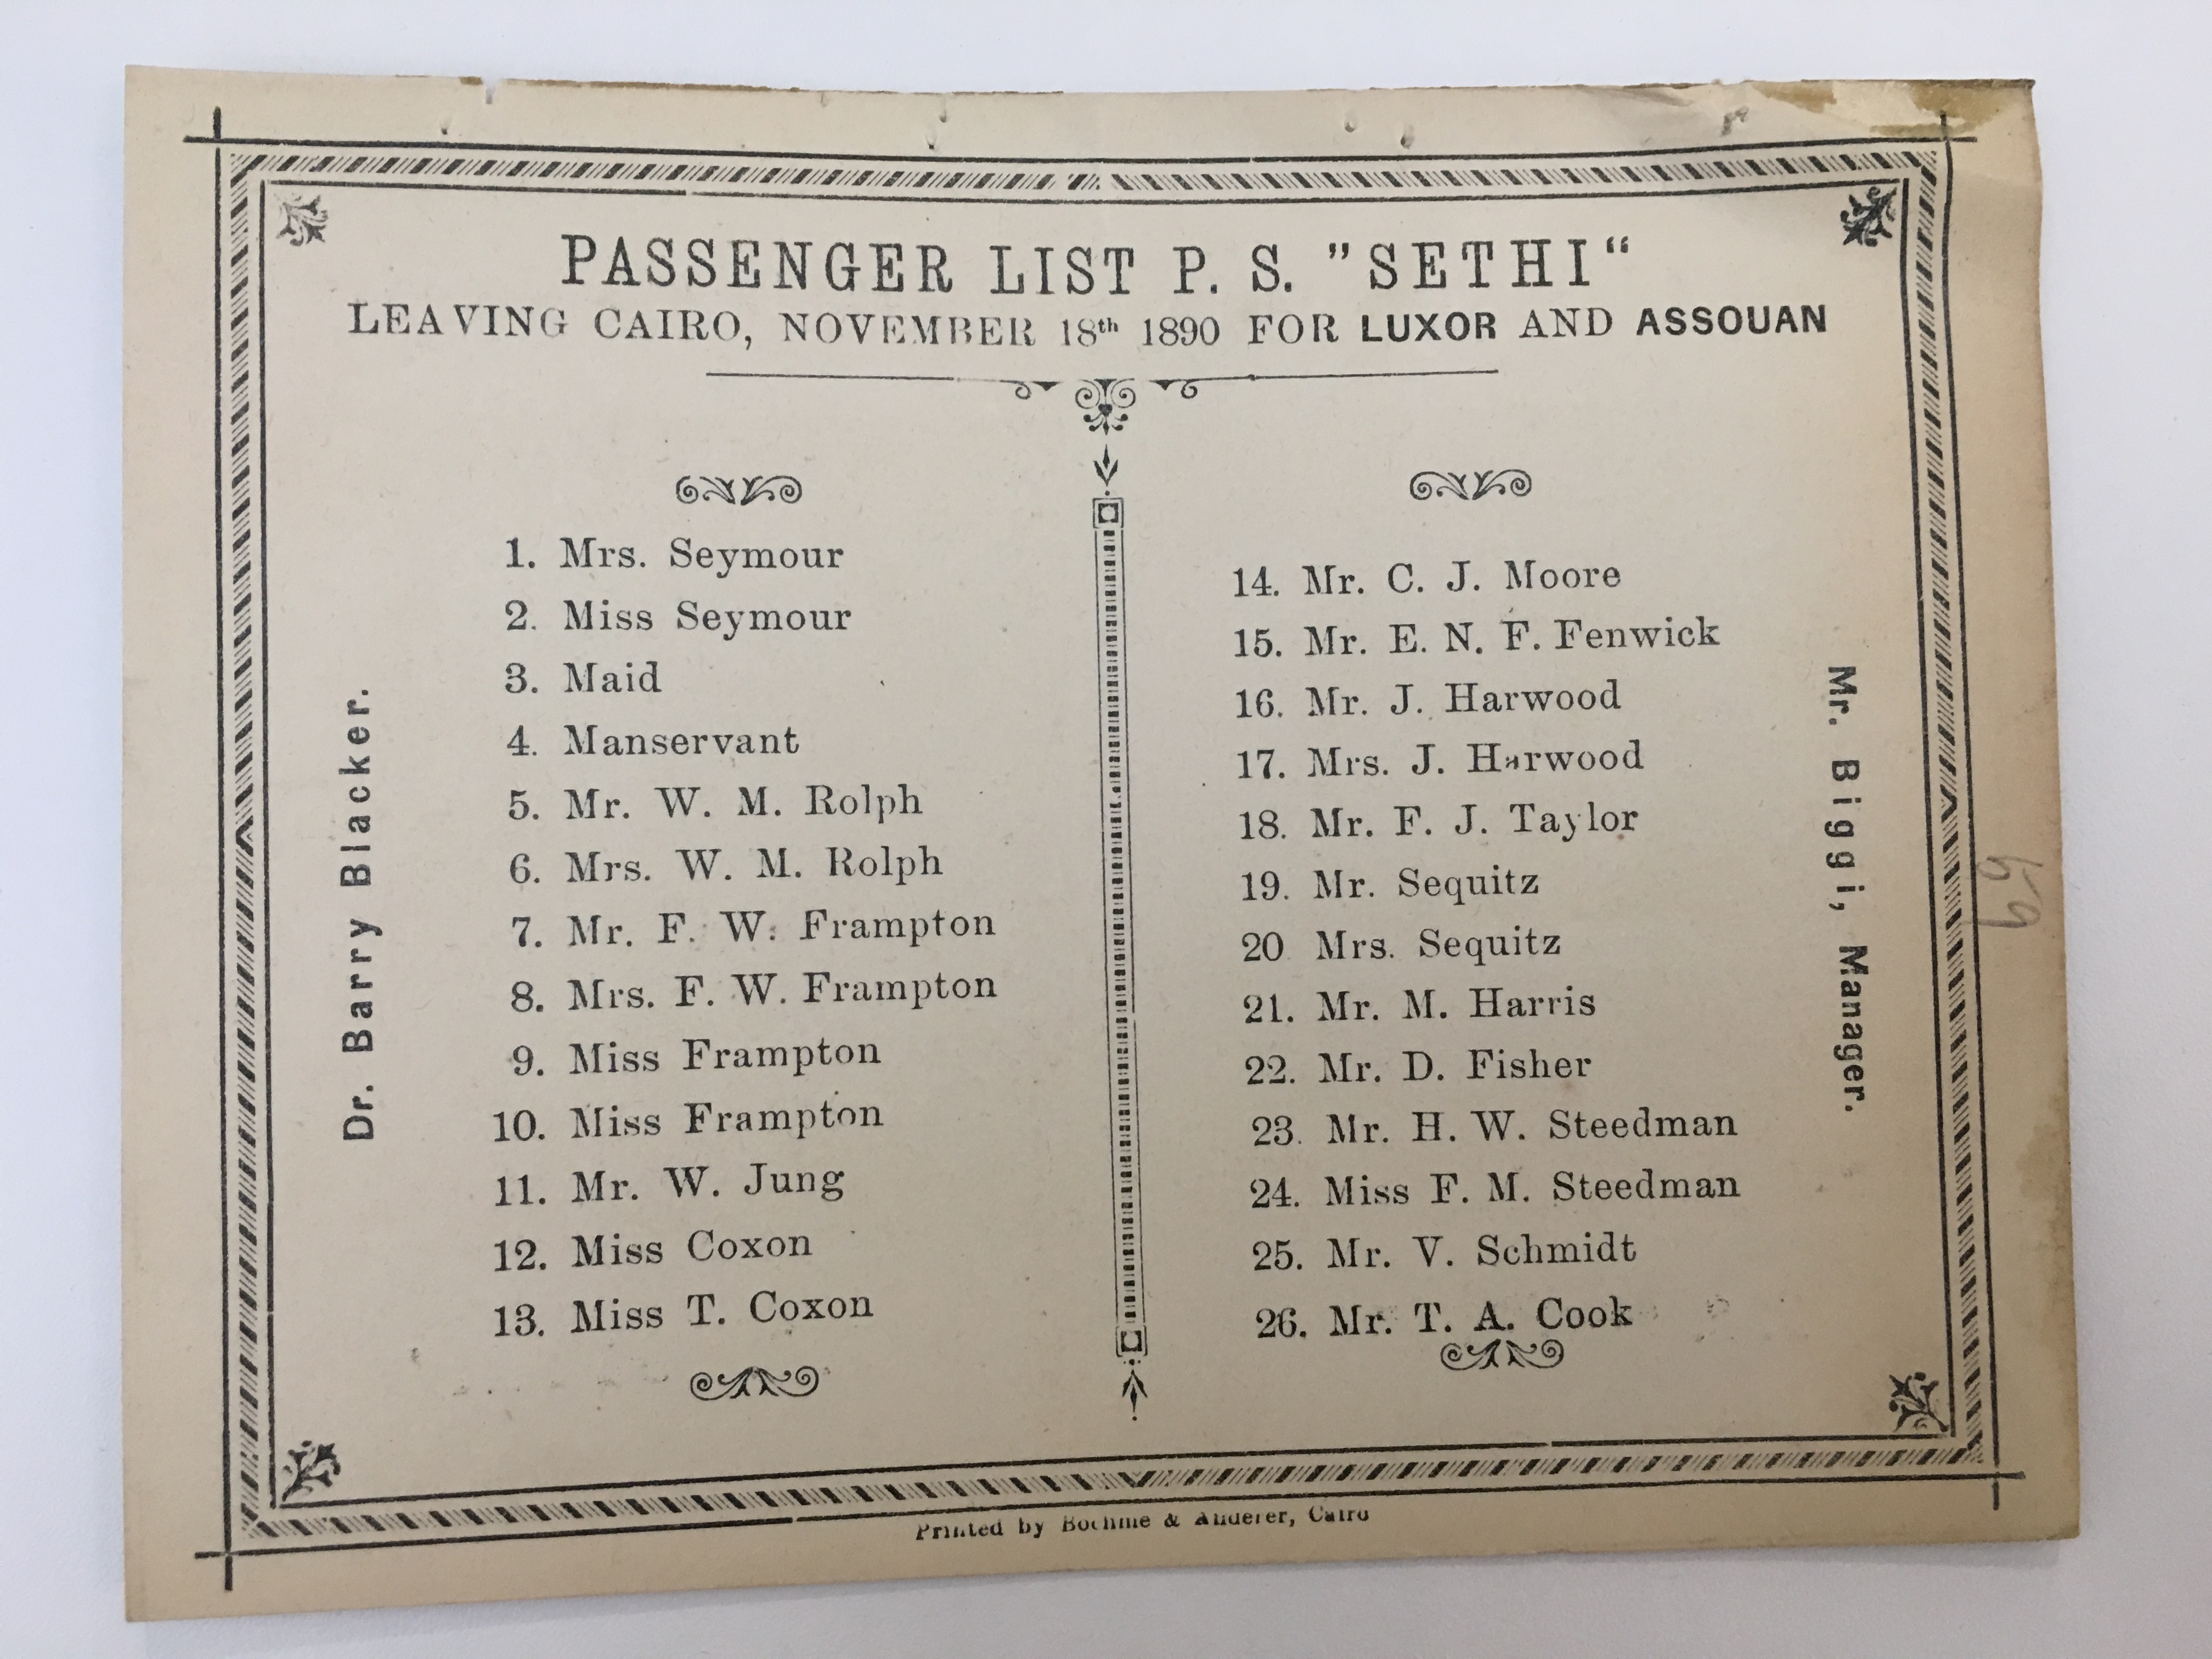 PASSENGER LIST P. S. ”SETHI“
LEAVING CAIRO, NOVEMBER 18th 1890 FOR LUXOR AND ASSOUAN
Dr. Barry Blacker.
1. Mrs. Seymour
2. Miss Seymour
3. Maid
4. Manservant
5. Mr. W. M. Rolph
6. Mrs. W. M. Rolph
7. Mr. F. W. Frampton
8. Mrs. F. W. Frampton
9. Miss Frampton
10. Miss Frampton
11. Mr. W. Jung
12. Miss Coxon
13. Miss T. Coxon
14. Mr. C. J. Moore
15. Mr. E. N. F. Fenwick
16. Mr. J. Harwood
17. Mrs. J. Harwood
18. Mr. F. J. Taylor
19. Mr. Sequitz
20 Mrs. Sequitz
21. Mr. M. Harris
22. Mr. D. Fisher
23. Mr. H. W. Steedman
24. Miss F. M. Steedman
25. Mr. V. Schmidt
26. Mr. T. A. Cook
Mr. Biggi, Manager.
59
Printed by Boehme & Anderer, Cairo